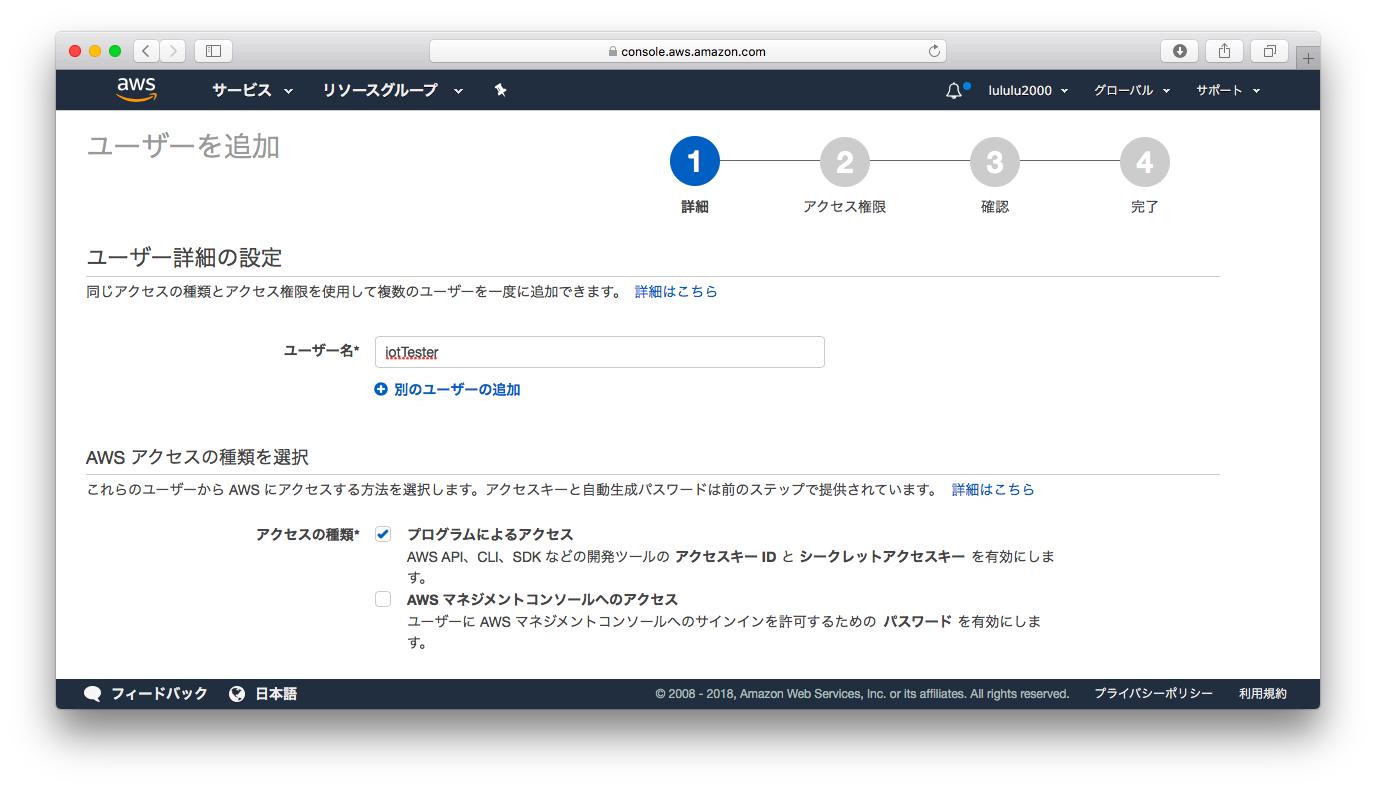 console.aws.amazon.com
aws サービス リソースグループ lululu2000 グローバル サポート
ユーザーを追加
1 2 3 4
詳細 アクセス権限 確認 完了
ユーザー詳細の設定
同じアクセスの種類とアクセス権限を使用して複数のユーザーを一度に追加できます。 詳細はこちら
ユーザー名* iotTester
別のユーザーの追加
AWS アクセスの種類を選択
これらのユーザーから AWS にアクセスする方法を選択します。アクセスキーと自動生成パスワードは前のステップで提供されています。 詳細はこちら
アクセスの種類* プログラムによるアクセス
AWS API、CLI、SDK などの開発ツールの アクセスキー ID と シークレットアクセスキー を有効にしま
す。
AWS マネジメントコンソールへのアクセス
ユーザーに AWS マネジメントコンソールへのサインインを許可するための パスワード を有効にしま
す。
フィードバック 日本語 © 2008 - 2018, Amazon Web Services, Inc. or its affiliates. All rights reserved. プライバシーポリシー 利用規約